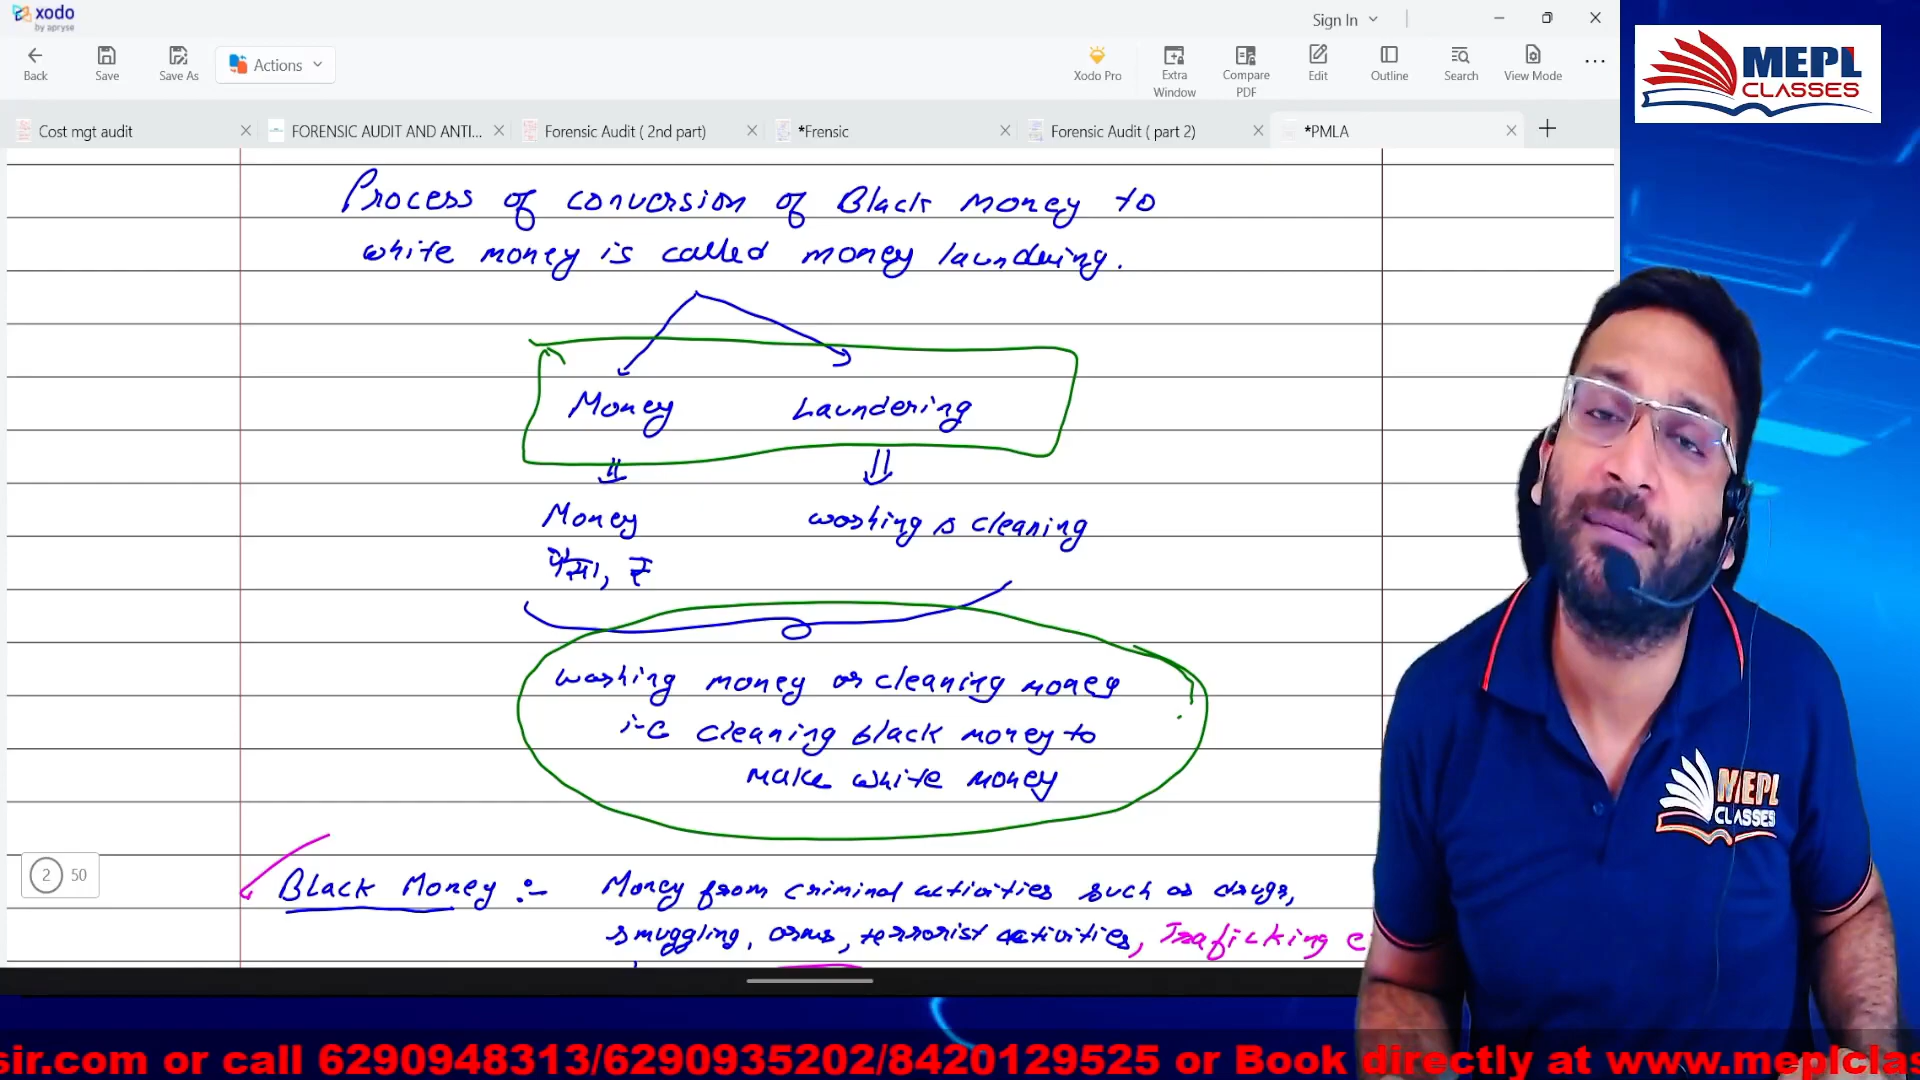 xodo
by apryse
Sign In
Back
Save
Save As
Actions
Xodo Pro
Extra Window
Compare PDF
Edit
Outline
Search
View Mode
Cost mgt audit
FORENSIC AUDIT AND ANTI...
Forensic Audit ( 2nd part)
*Frensic
Forensic Audit ( part 2)
*PMLA
MEPL
CLASSES
Process of conversion of Black money to
white money is called money laundering.
Money Laundering
Money washing & cleaning
पैसा, ₹
washing money or cleaning money
i-e cleaning black money to
make white money
2 50
Black Money :- Money from criminal activities such as drugs,
smuggling, arms, terrorist activities, Traficking e
MEPL
CLASSES
sir.com or call 6290948313/6290935202/8420129525 or Book directly at www.meplclas